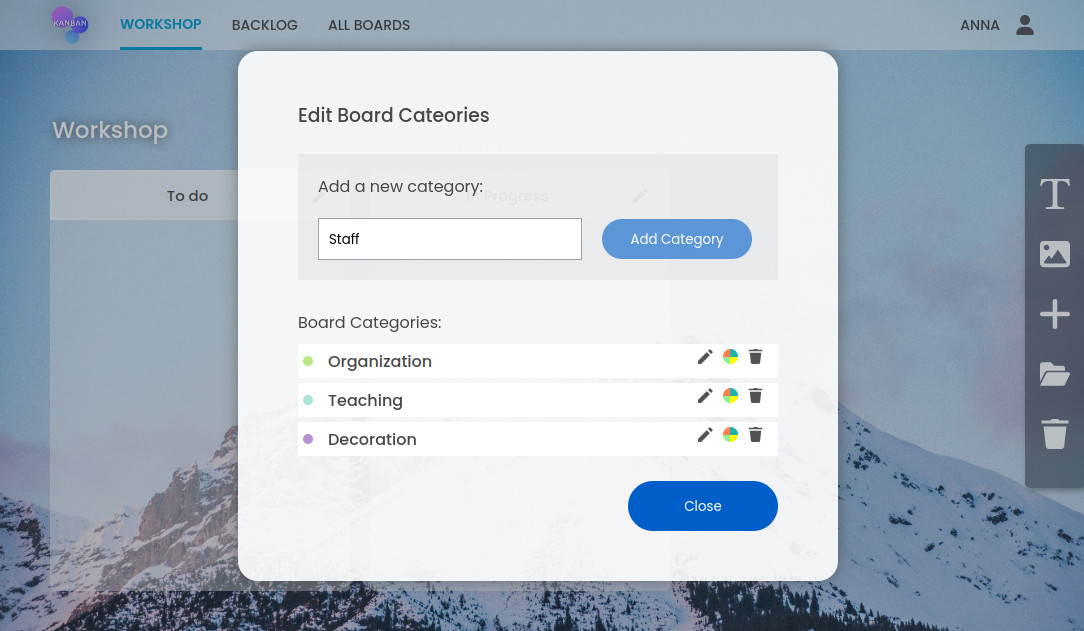 KANBAN
WORKSHOP
BACKLOG
ALL BOARDS
ANNA
Workshop
To do
In Progress
Edit Board Cateories
Add a new category:
Staff
Add Category
Board Categories:
Organization
Teaching
Decoration
Close
T